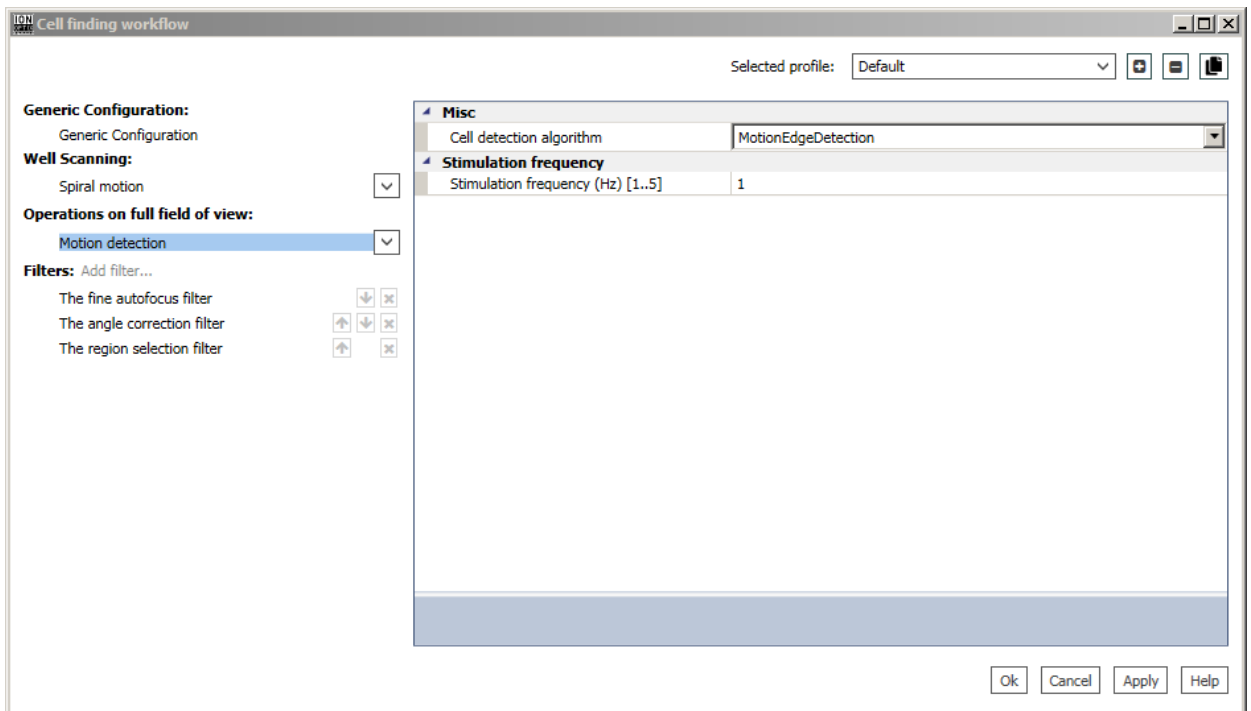 ION
Cell finding workflow
Selected profile: Default
Generic Configuration:
Generic Configuration
Well Scanning:
Spiral motion
Operations on full field of view:
Motion detection
Filters: Add filter...
The fine autofocus filter
The angle correction filter
The region selection filter
Misc
Cell detection algorithm MotionEdgeDetection
Stimulation frequency
Stimulation frequency (Hz) [1..5] 1
Ok Cancel Apply Help